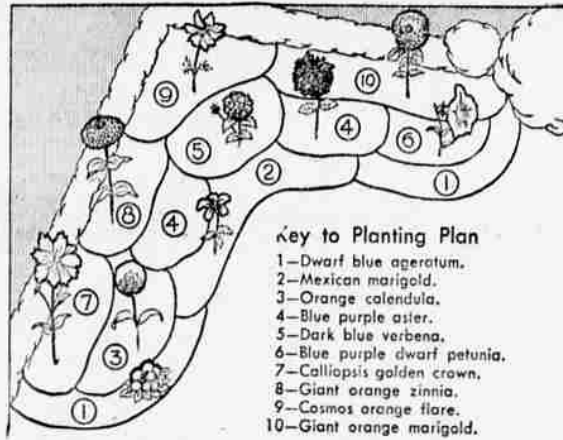 9
10
5
4
6
2
1
8
4
7
3
1
Key to Planting Plan
1—Dwarf blue ageratum.
2—Mexican marigold.
3—Orange calendula.
4—Blue purple aster.
5—Dark blue verbena.
6—Blue purple dwarf petunia.
7—Calliopsis golden crown.
8—Giant orange zinnia.
9—Cosmos orange flare.
10—Giant orange marigold.